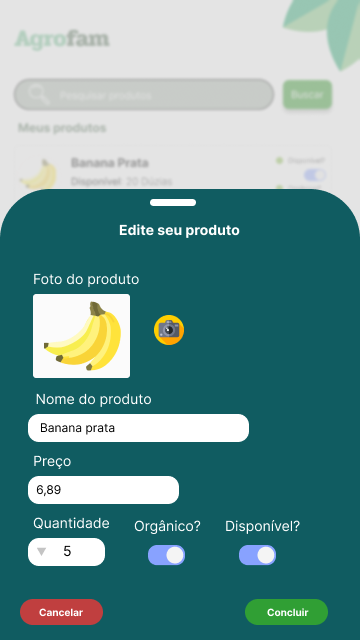 Agrofam
Pesquisar produtos
Buscar
Meus produtos
Banana Prata
Disponível: 20 Dúzias
Disponível?
Edite seu produto
Foto do produto
Nome do produto
Banana prata
Preço
6,89
Quantidade
Orgânico?
Disponível?
5
Cancelar
Concluir